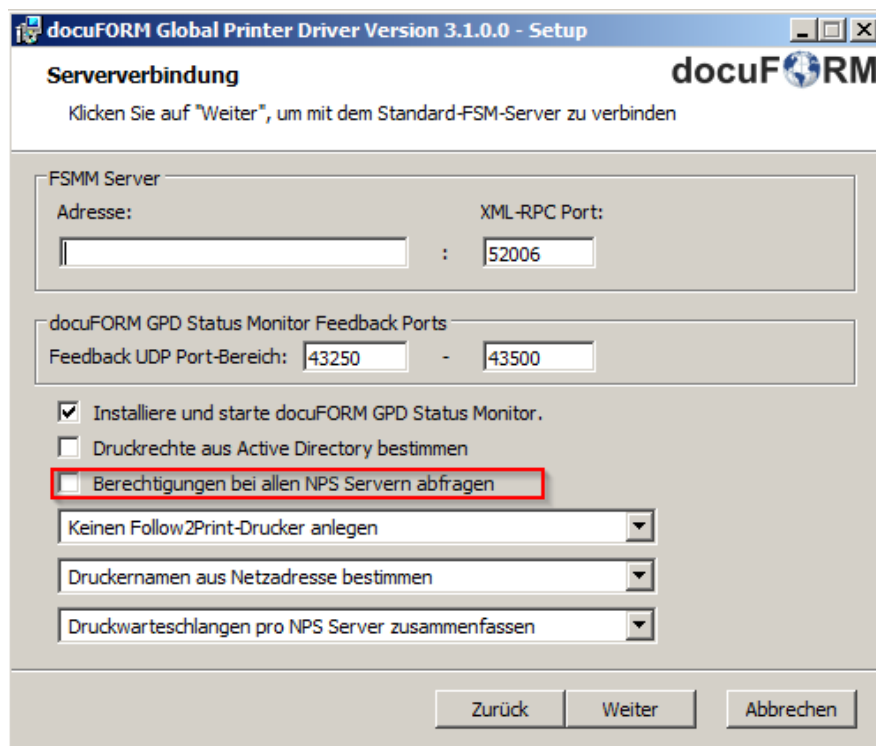 docuFORM Global Printer Driver Version 3.1.0.0 - Setup
Serververbindung
docuFORM
Klicken Sie auf "Weiter", um mit dem Standard-FSM-Server zu verbinden
FSMM Server
Adresse: XML-RPC Port:
: 52006
docuFORM GPD Status Monitor Feedback Ports
Feedback UDP Port-Bereich: 43250 - 43500
Installiere und starte docuFORM GPD Status Monitor.
Druckrechte aus Active Directory bestimmen
Berechtigungen bei allen NPS Servern abfragen
Keinen Follow2Print-Drucker anlegen
Druckernamen aus Netzadresse bestimmen
Druckwarteschlangen pro NPS Server zusammenfassen
Zurück Weiter Abbrechen